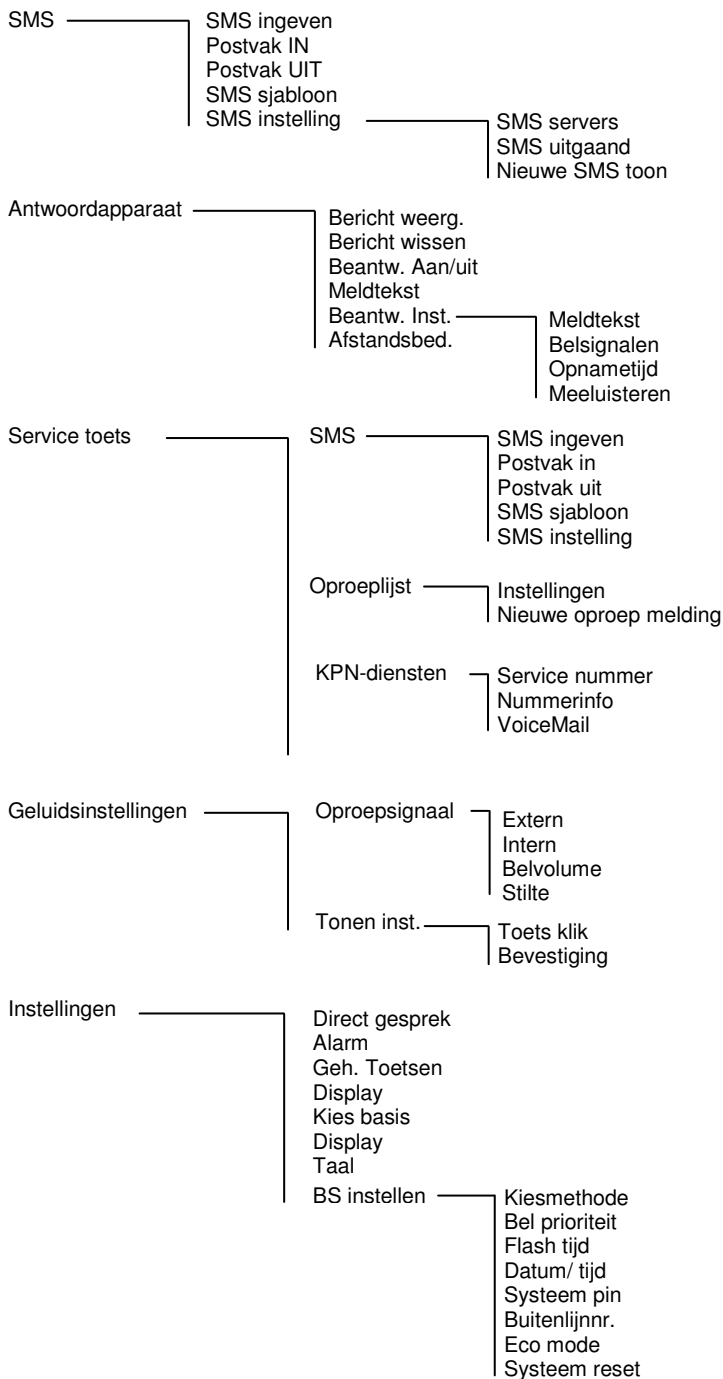 SMS
SMS ingeven
Postvak IN
Postvak UIT
SMS sjabloon
SMS instelling
SMS servers
SMS uitgaand
Nieuwe SMS toon
Antwoordapparaat
Bericht weerg.
Bericht wissen
Beantw. Aan/uit
Meldtekst
Beantw. Inst.
Afstandsbed.
Meldtekst
Belsignalen
Opnametijd
Meeluisteren
Service toets
SMS
SMS ingeven
Postvak in
Postvak uit
SMS sjabloon
SMS instelling
Oproeplijst
Instellingen
Nieuwe oproep melding
KPN-diensten
Service nummer
Nummerinfo
VoiceMail
Geluidsinstellingen
Oproepsignaal
Extern
Intern
Belvolume
Stilte
Tonen inst.
Toets klik
Bevestiging
Instellingen
Direct gesprek
Alarm
Geh. Toetsen
Display
Kies basis
Display
Taal
BS instellen
Kiesmethode
Bel prioriteit
Flash tijd
Datum/ tijd
Systeem pin
Buitenlijnnr.
Eco mode
Systeem reset